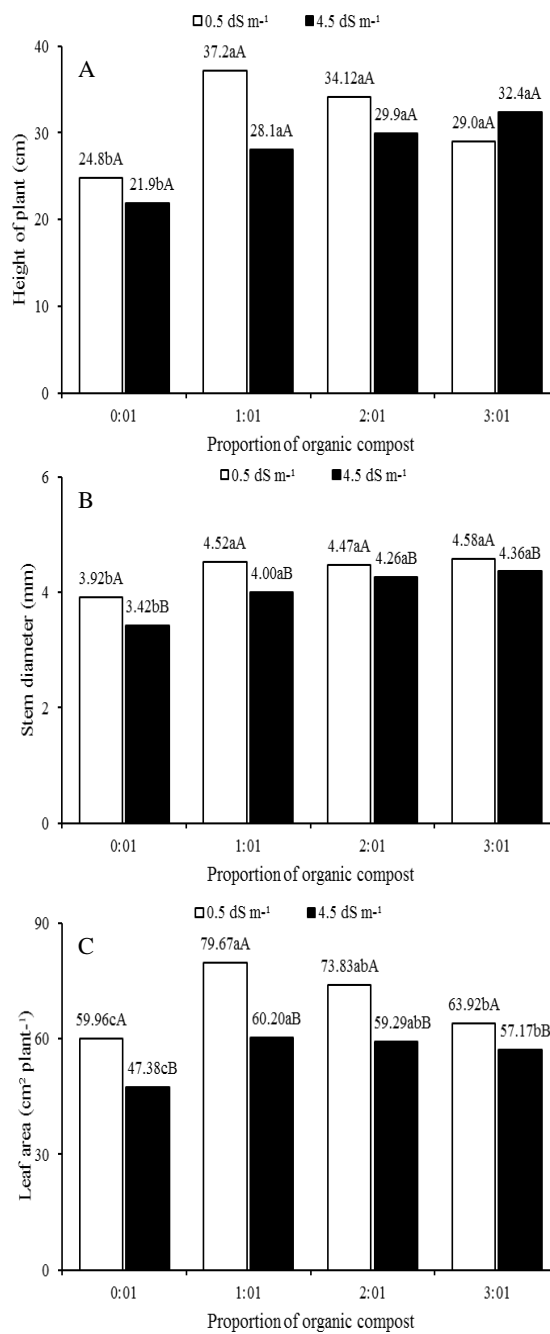 0.5 dS m-¹ 4.5 dS m-¹
A
40
30
20
10
0
Height of plant (cm)
24.8bA 21.9bA 37.2aA 28.1aA 34.12aA 29.9aA 29.0aA 32.4aA
0:01 1:01 2:01 3:01
Proportion of organic compost
0.5 dS m-¹ 4.5 dS m-¹
B
6
4
2
0
Stem diameter (mm)
3.92bA 3.42bB 4.52aA 4.00aB 4.47aA 4.26aB 4.58aA 4.36aB
0:01 1:01 2:01 3:01
Proportion of organic compost
0.5 dS m-¹ 4.5 dS m-¹
C
90
60
30
0
Leaf area (cm² plant-¹)
59.96cA 47.38cB 79.67aA 60.20aB 73.83abA 59.29abB 63.92bA 57.17bB
0:01 1:01 2:01 3:01
Proportion of organic compost